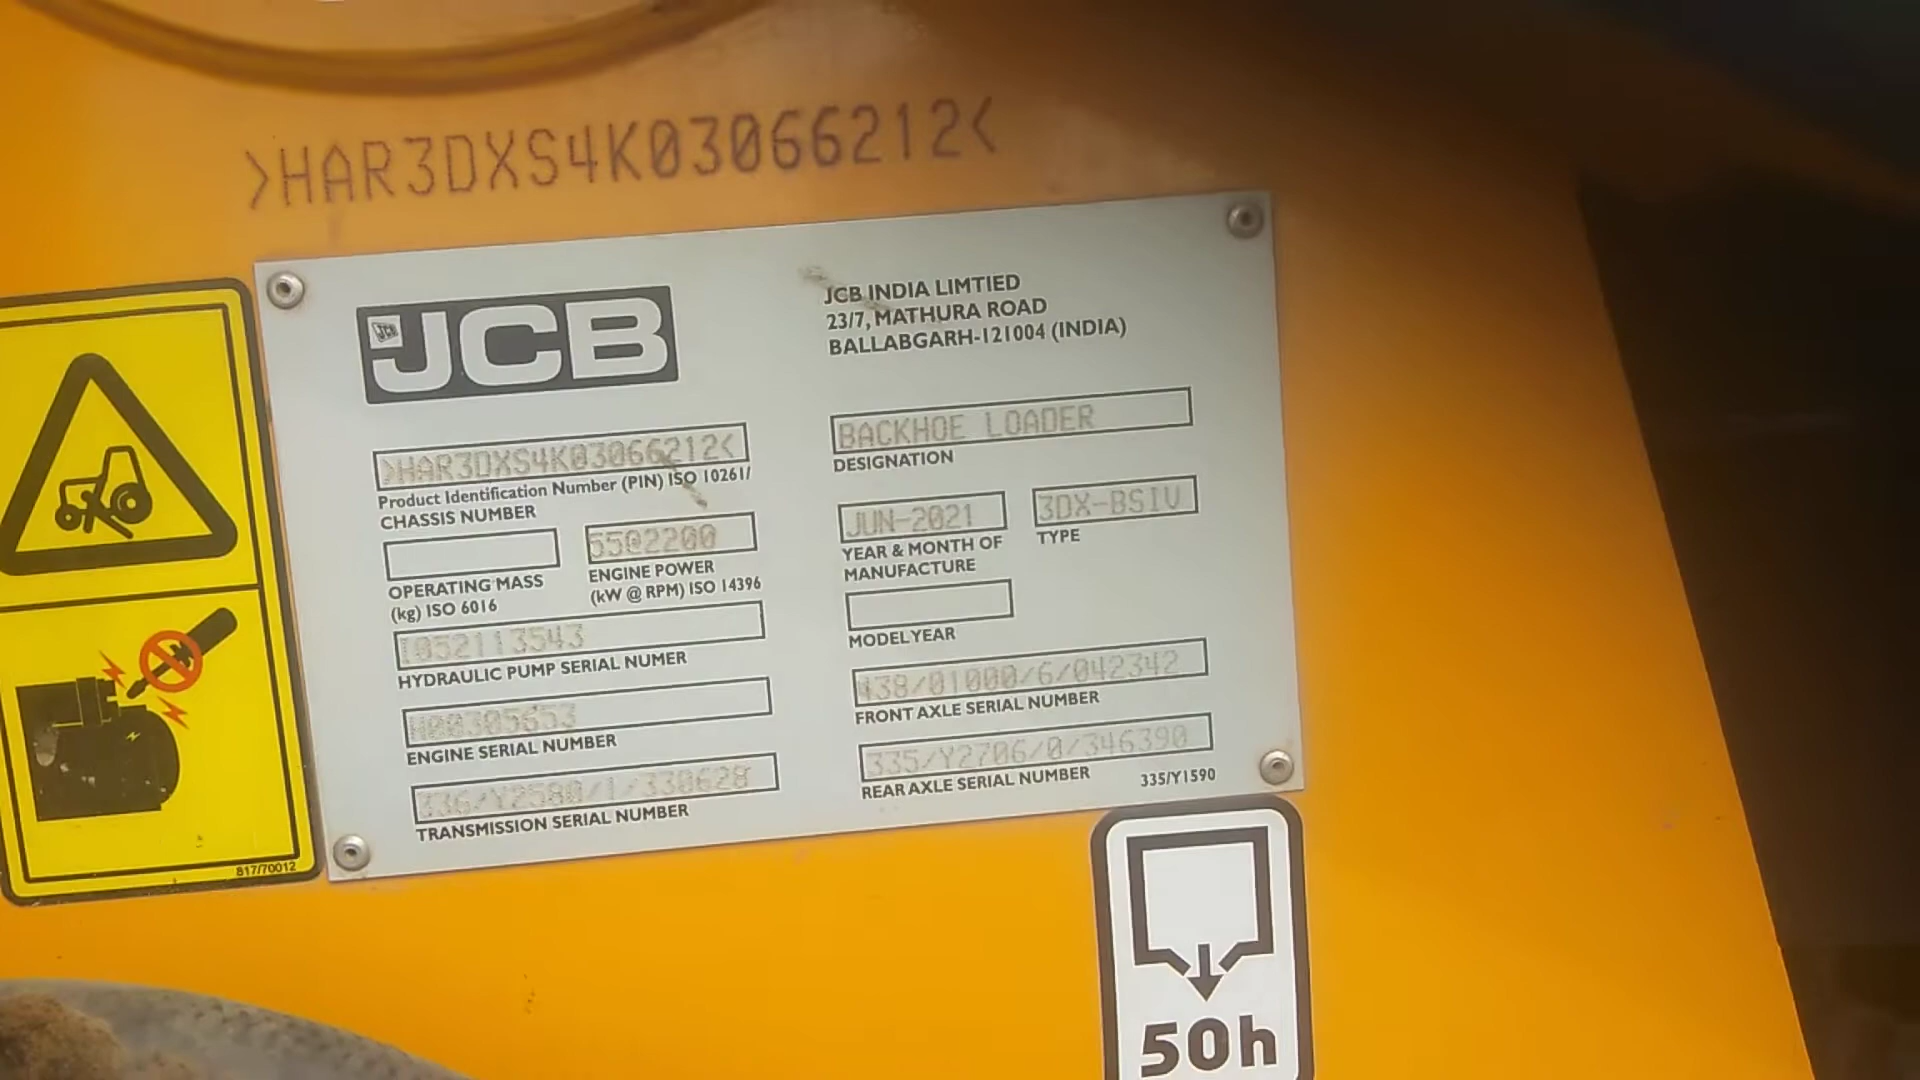 >HAR3DXS4K03066212<
JCB
JCB INDIA LIMTIED
23/7, MATHURA ROAD
BALLABGARH-121004 (INDIA)
>HAR3DXS4K03066212<
Product Identification Number (PIN) ISO 10261/
CHASSIS NUMBER
OPERATING MASS
(kg) ISO 6016
55@2200
ENGINE POWER
(kW @ RPM) ISO 14396
I052113543
HYDRAULIC PUMP SERIAL NUMER
H00305653
ENGINE SERIAL NUMBER
336/Y2580/1/330628
TRANSMISSION SERIAL NUMBER
BACKHOE LOADER
DESIGNATION
JUN-2021
YEAR & MONTH OF
MANUFACTURE
3DX-BSIV
TYPE
MODEL YEAR
438/01000/6/042342
FRONT AXLE SERIAL NUMBER
335/Y2706/0/346390
REAR AXLE SERIAL NUMBER
335/Y1590
817/70012
50h